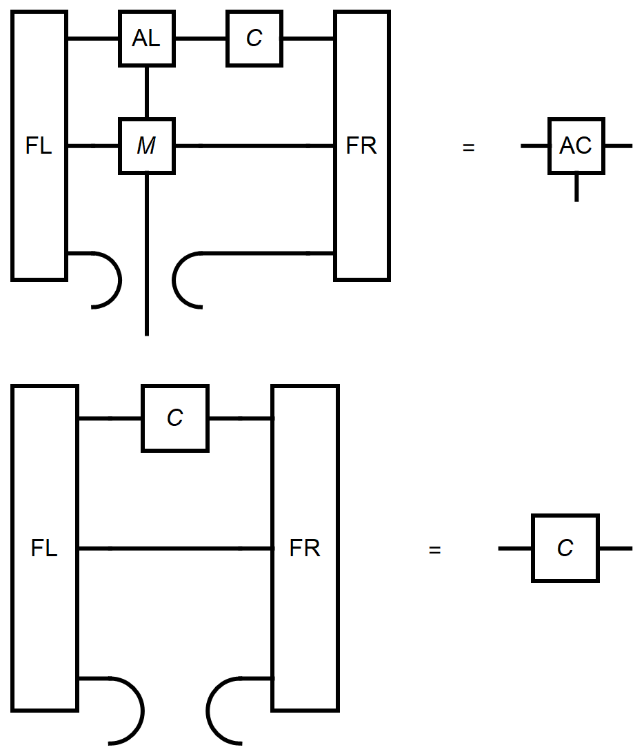 AL C
FL M FR = AC
C
FL FR = C